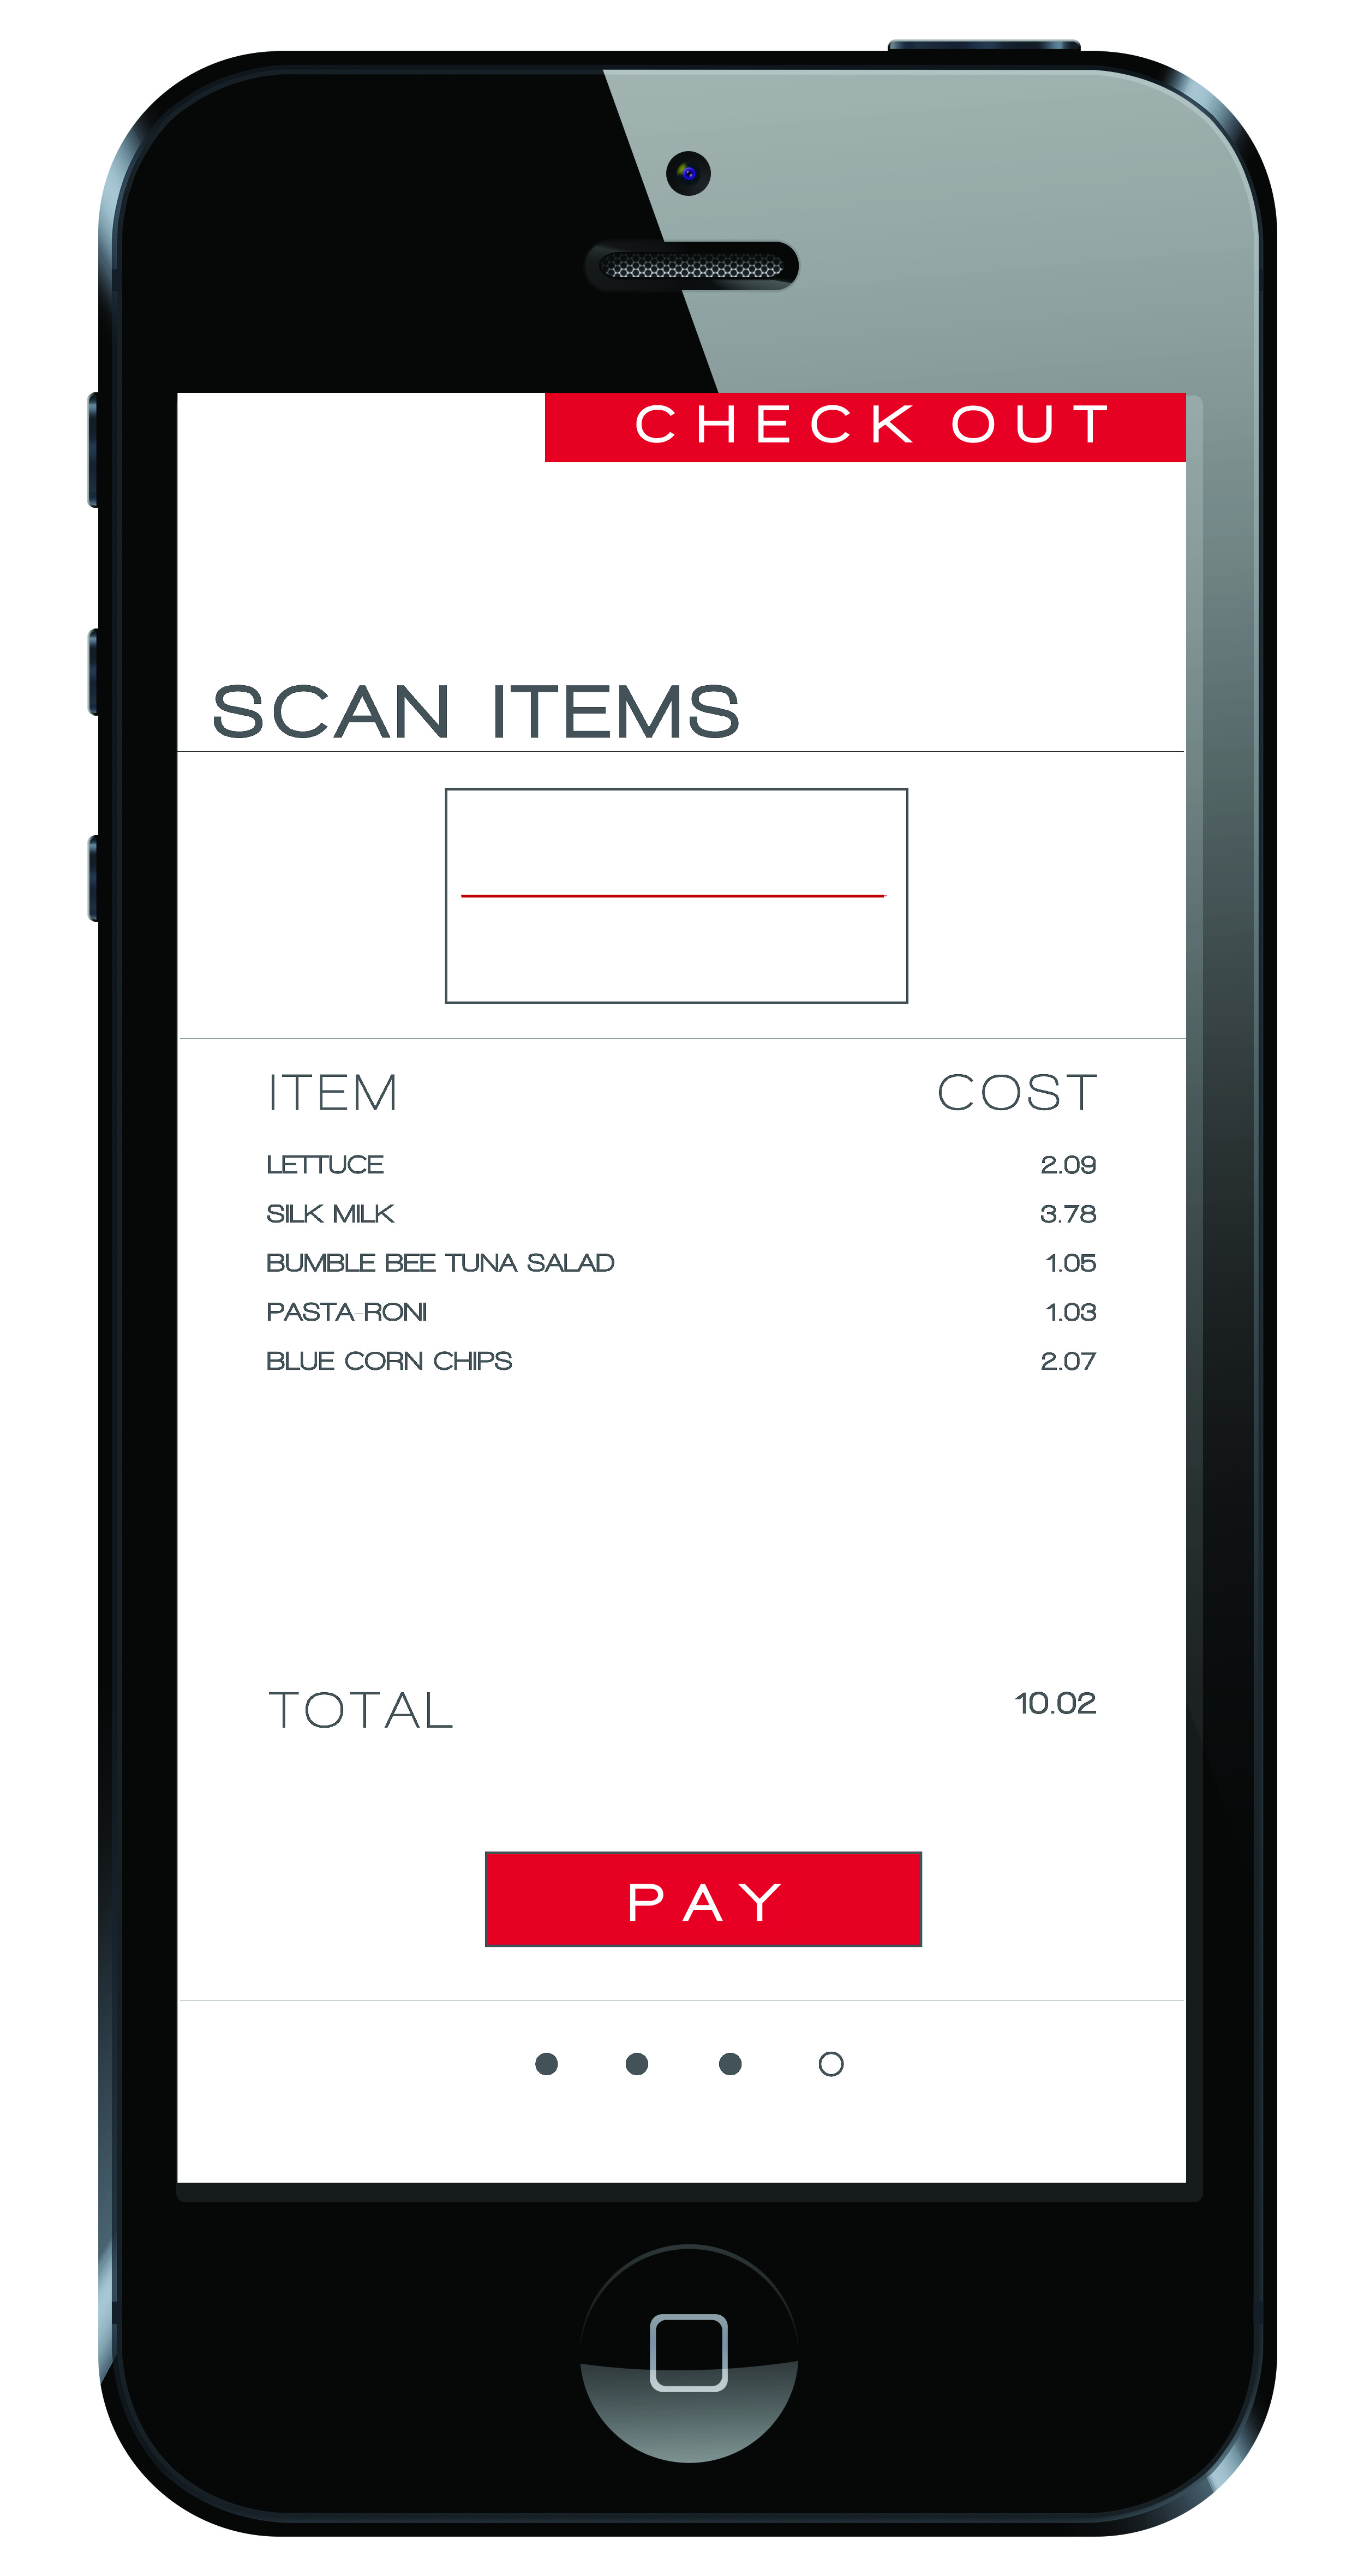 CHECK OUT
SCAN ITEMS
ITEM COST
LETTUCE 2.09
SILK MILK 3.78
BUMBLE BEE TUNA SALAD 1.05
PASTA-RONI 1.03
BLUE CORN CHIPS 2.07
TOTAL 10.02
PAY